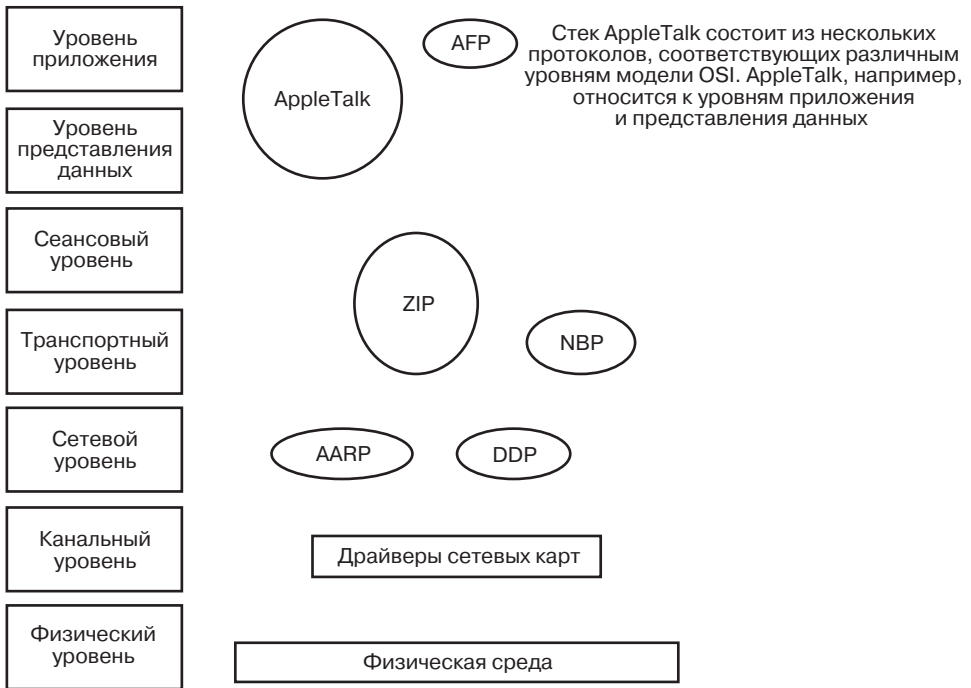 Уровень
приложения
AppleTalk
AFP
Стек AppleTalk состоит из нескольких
протоколов, соответствующих различным
уровням модели OSI. AppleTalk, например,
относится к уровням приложения
и представления данных
Уровень
представления
данных
Сеансовый
уровень
ZIP
Транспортный
уровень
NBP
Сетевой
уровень
AARP
DDP
Канальный
уровень
Драйверы сетевых карт
Физический
уровень
Физическая среда